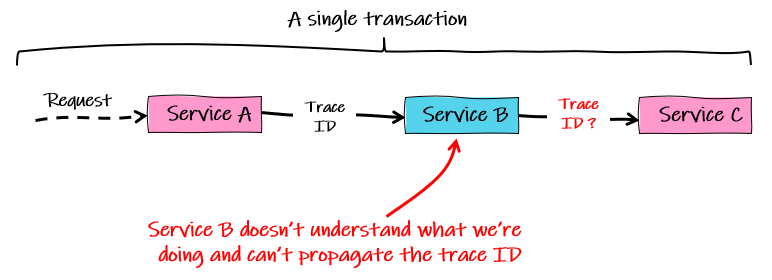 A single transaction
Request
Service A
Trace
ID
Service B
Trace
ID ?
Service C
Service B doesn't understand what we're
doing and can't propagate the trace ID